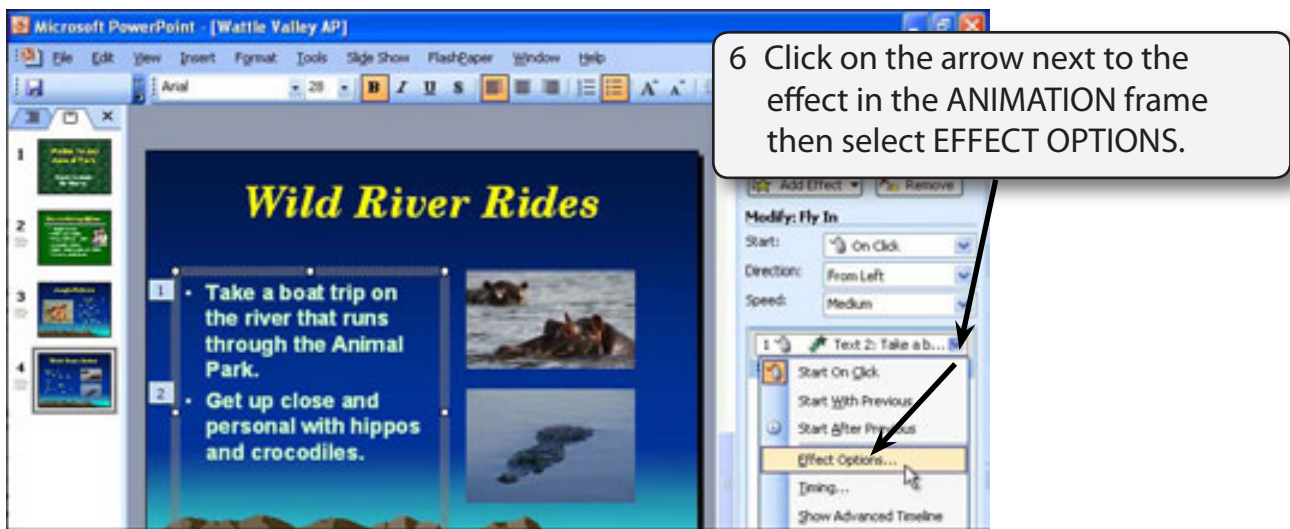 Microsoft PowerPoint - [Wattle Valley AP]
File Edit View Insert Format Tools Slide Show FlashPaper Window Help
Arial 28 B I U S A A
6 Click on the arrow next to the
effect in the ANIMATION frame
then select EFFECT OPTIONS.
1
2
3
4
Wild River Rides
1
• Take a boat trip on
the river that runs
through the Animal
Park.
2
• Get up close and
personal with hippos
and crocodiles.
Add Effect Remove
Modify: Fly In
Start: On Click
Direction: From Left
Speed: Medium
1 Text 2: Take a b...
Start On Click
Start With Previous
Start After Previous
Effect Options...
Timing...
Show Advanced Timeline